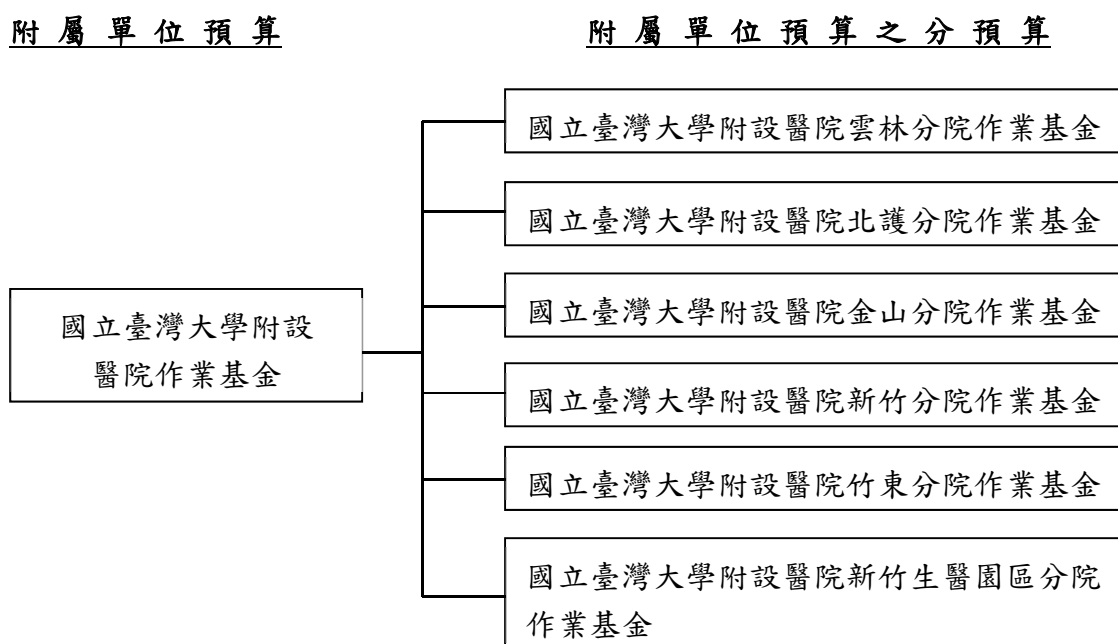 附屬單位預算
附屬單位預算之分預算
國立臺灣大學附設
醫院作業基金
國立臺灣大學附設醫院雲林分院作業基金
國立臺灣大學附設醫院北護分院作業基金
國立臺灣大學附設醫院金山分院作業基金
國立臺灣大學附設醫院新竹分院作業基金
國立臺灣大學附設醫院竹東分院作業基金
國立臺灣大學附設醫院新竹生醫園區分院
作業基金